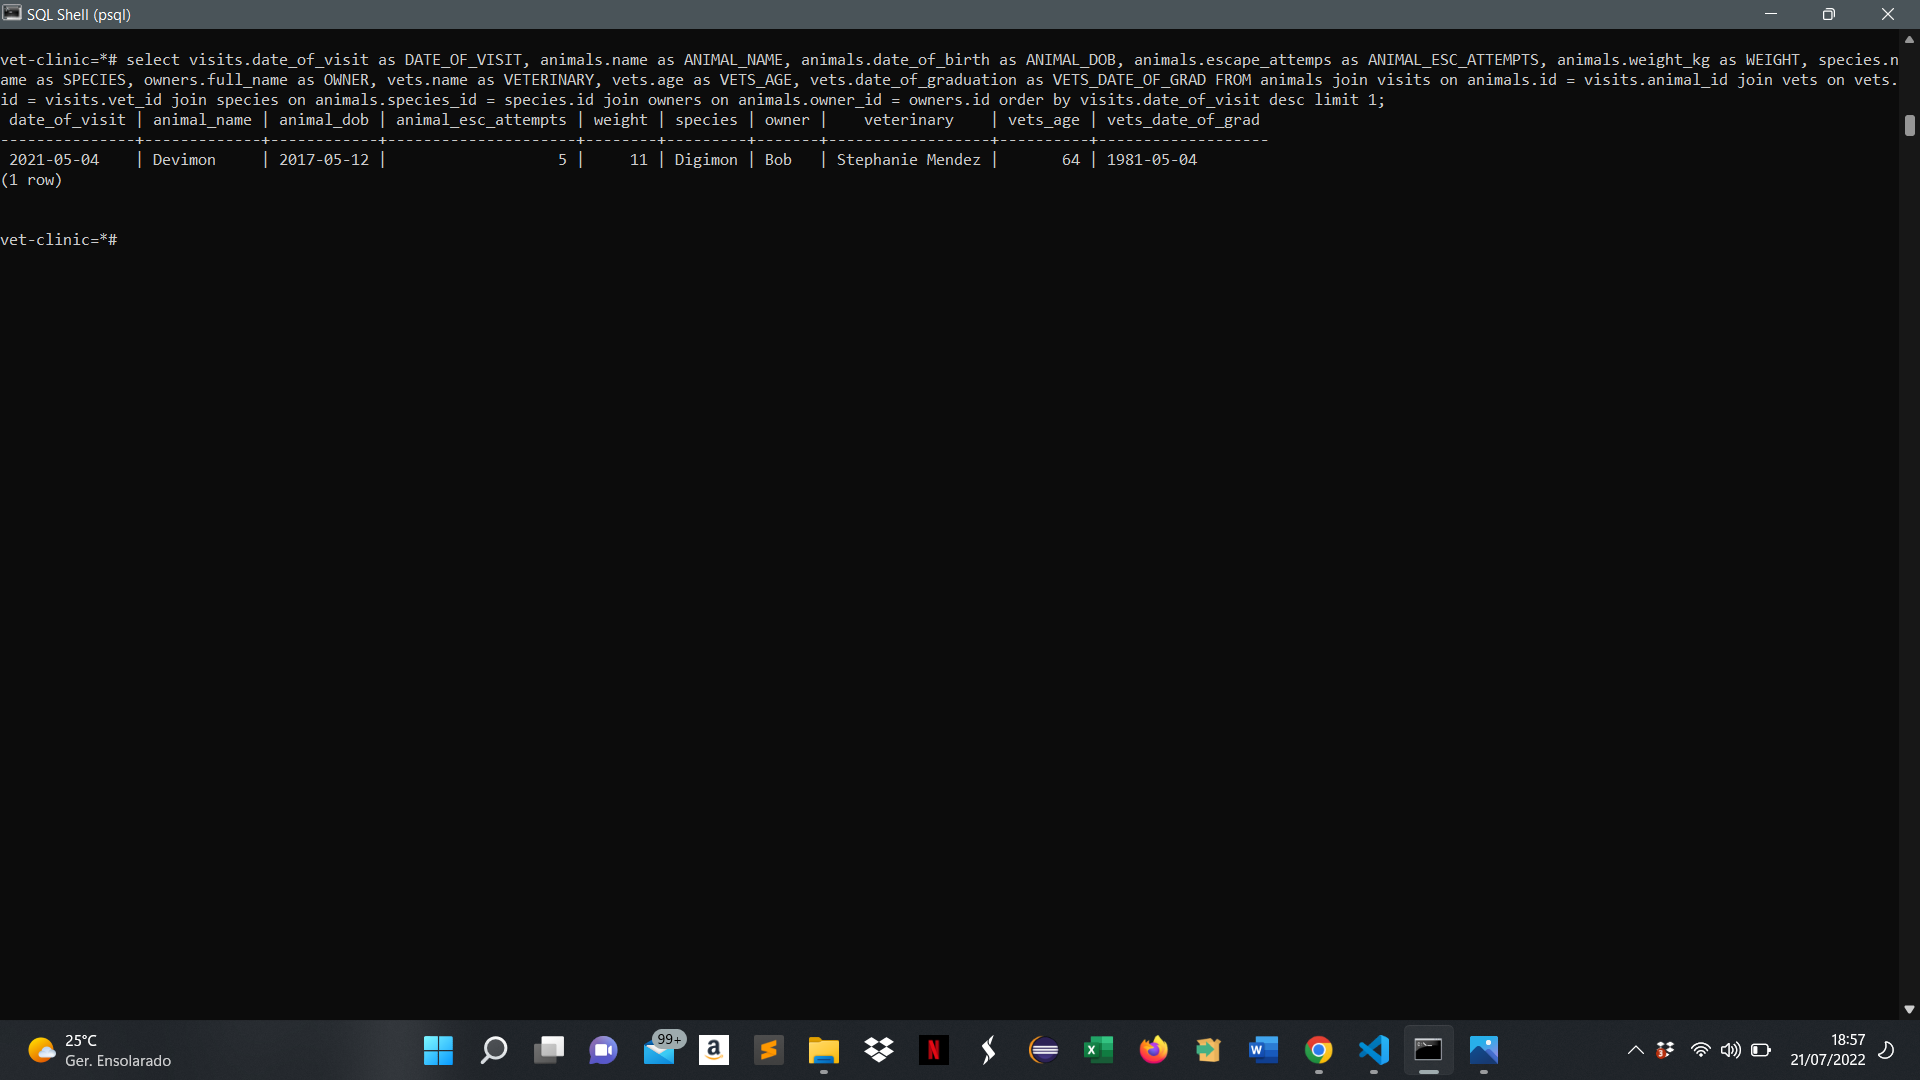 SQL Shell (psql)
vet-clinic=*# select visits.date_of_visit as DATE_OF_VISIT, animals.name as ANIMAL_NAME, animals.date_of_birth as ANIMAL_DOB, animals.escape_attemps as ANIMAL_ESC_ATTEMPTS, animals.weight_kg as WEIGHT, species.n
ame as SPECIES, owners.full_name as OWNER, vets.name as VETERINARY, vets.age as VETS_AGE, vets.date_of_graduation as VETS_DATE_OF_GRAD FROM animals join visits on animals.id = visits.animal_id join vets on vets.
id = visits.vet_id join species on animals.species_id = species.id join owners on animals.owner_id = owners.id order by visits.date_of_visit desc limit 1;
 date_of_visit | animal_name | animal_dob | animal_esc_attempts | weight | species | owner |    veterinary    | vets_age | vets_date_of_grad
---------------+-------------+------------+---------------------+--------+---------+-------+------------------+----------+-------------------
 2021-05-04    | Devimon     | 2017-05-12 |                   5 |     11 | Digimon | Bob   | Stephanie Mendez |       64 | 1981-05-04
(1 row)
vet-clinic=*#
25°C
Ger. Ensolarado
99+
a
N
W
3
18:57
21/07/2022